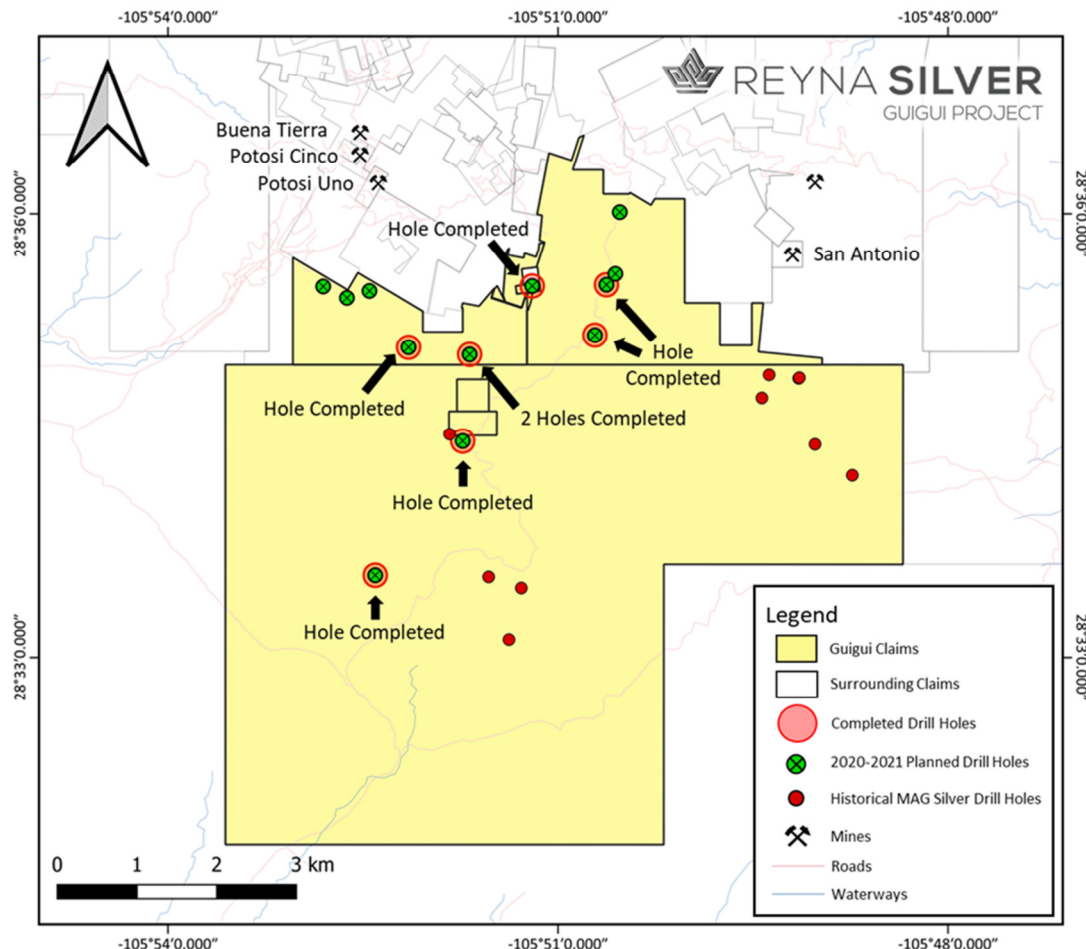 -105°54′0.000″
-105°51′0.000″
-105°48′0.000″
REYNA SILVER
GUIGUI PROJECT
Buena Tierra
Potosi Cinco
Potosi Uno
28°36′0.000″
28°36′0.000″
Hole Completed
San Antonio
Hole
Completed
Hole Completed
2 Holes Completed
Hole Completed
Hole Completed
28°33′0.000″
28°33′0.000″
Legend
Guigui Claims
Surrounding Claims
Completed Drill Holes
2020-2021 Planned Drill Holes
Historical MAG Silver Drill Holes
Mines
Roads
Waterways
0 1 2 3 km
-105°54′0.000″
-105°51′0.000″
-105°48′0.000″